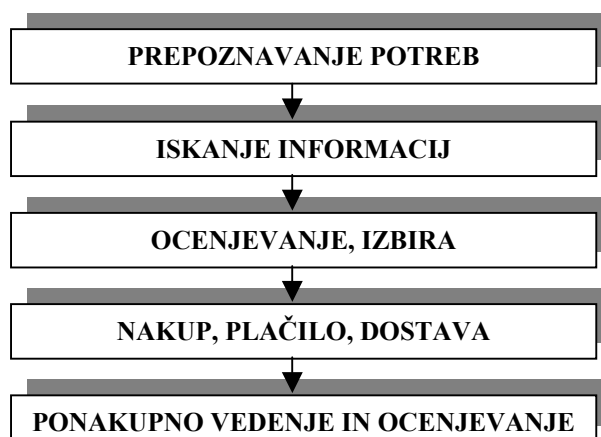 PREPOZNAVANJE POTREB
ISKANJE INFORMACIJ
OCENJEVANJE, IZBIRA
NAKUP, PLAČILO, DOSTAVA
PONAKUPNO VEDENJE IN OCENJEVANJE